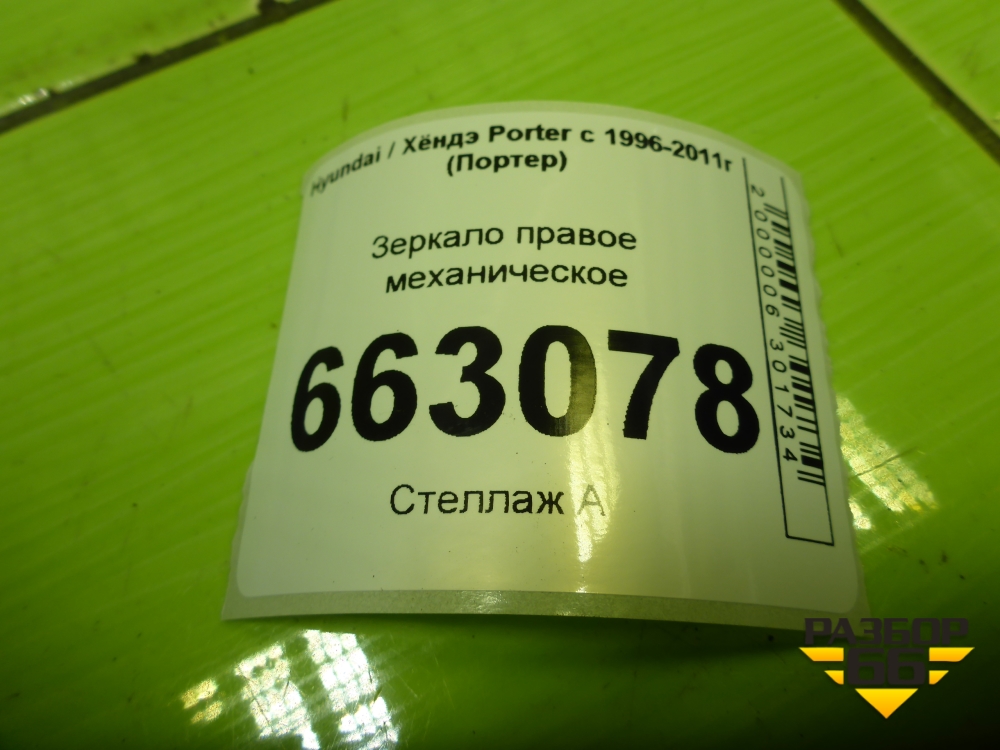 Hyundai / Хёндэ Porter с 1996-2011г
(Портер)
Зеркало правое
механическое
663078
Стеллаж А
2000006301734
РАЗБОР
66